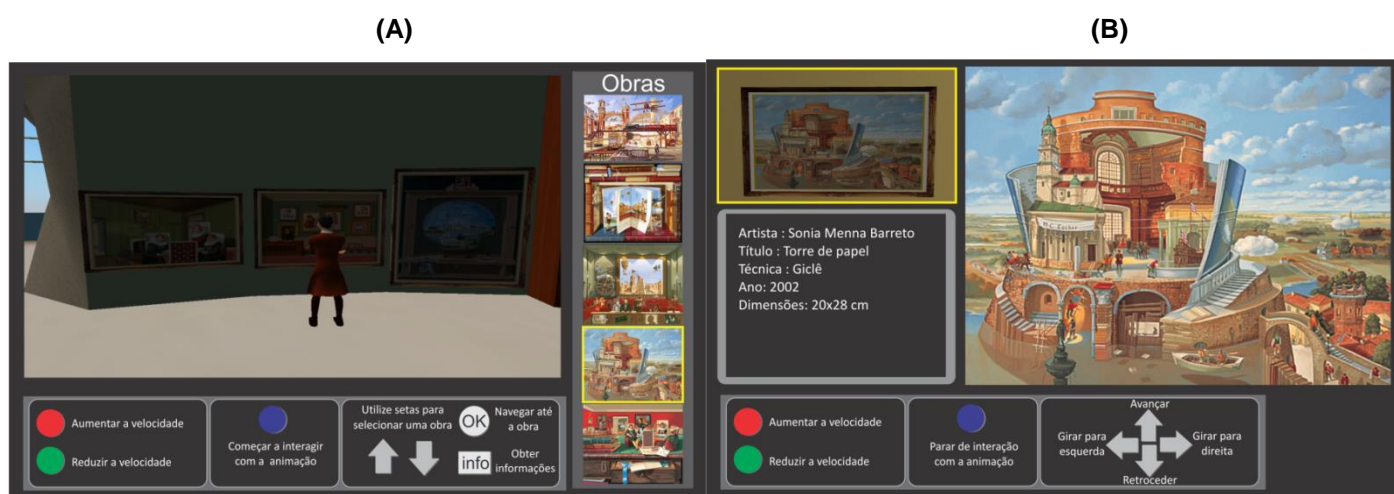 (A)
Obras
Aumentar a velocidade
Reduzir a velocidade
Começar a interagir
com a animação
Utilize setas para
selecionar uma obra
OK
Navegar até
a obra
info
Obter
informações
(B)
Artista : Sonia Menna Barreto
Título : Torre de papel
Técnica : Giclê
Ano: 2002
Dimensões: 20x28 cm
Aumentar a velocidade
Reduzir a velocidade
Parar de interação
com a animação
Avançar
Girar para
esquerda
Girar para
direita
Retroceder